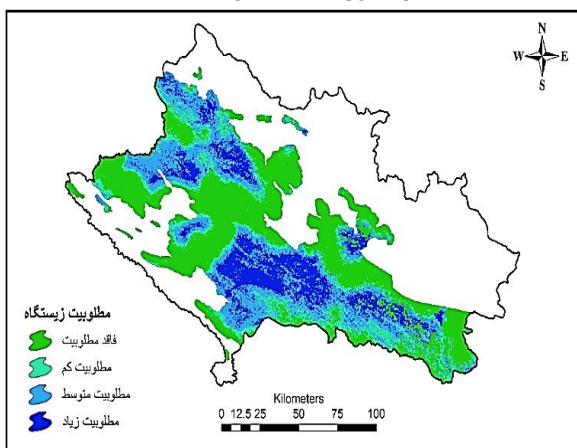 N
W E
S
مطلوبیت زیستگاه
فاقد مطلوبیت
مطلوبیت کم
مطلوبیت متوسط
مطلوبیت زیاد
Kilometers
0 12.5 25 50 75 100